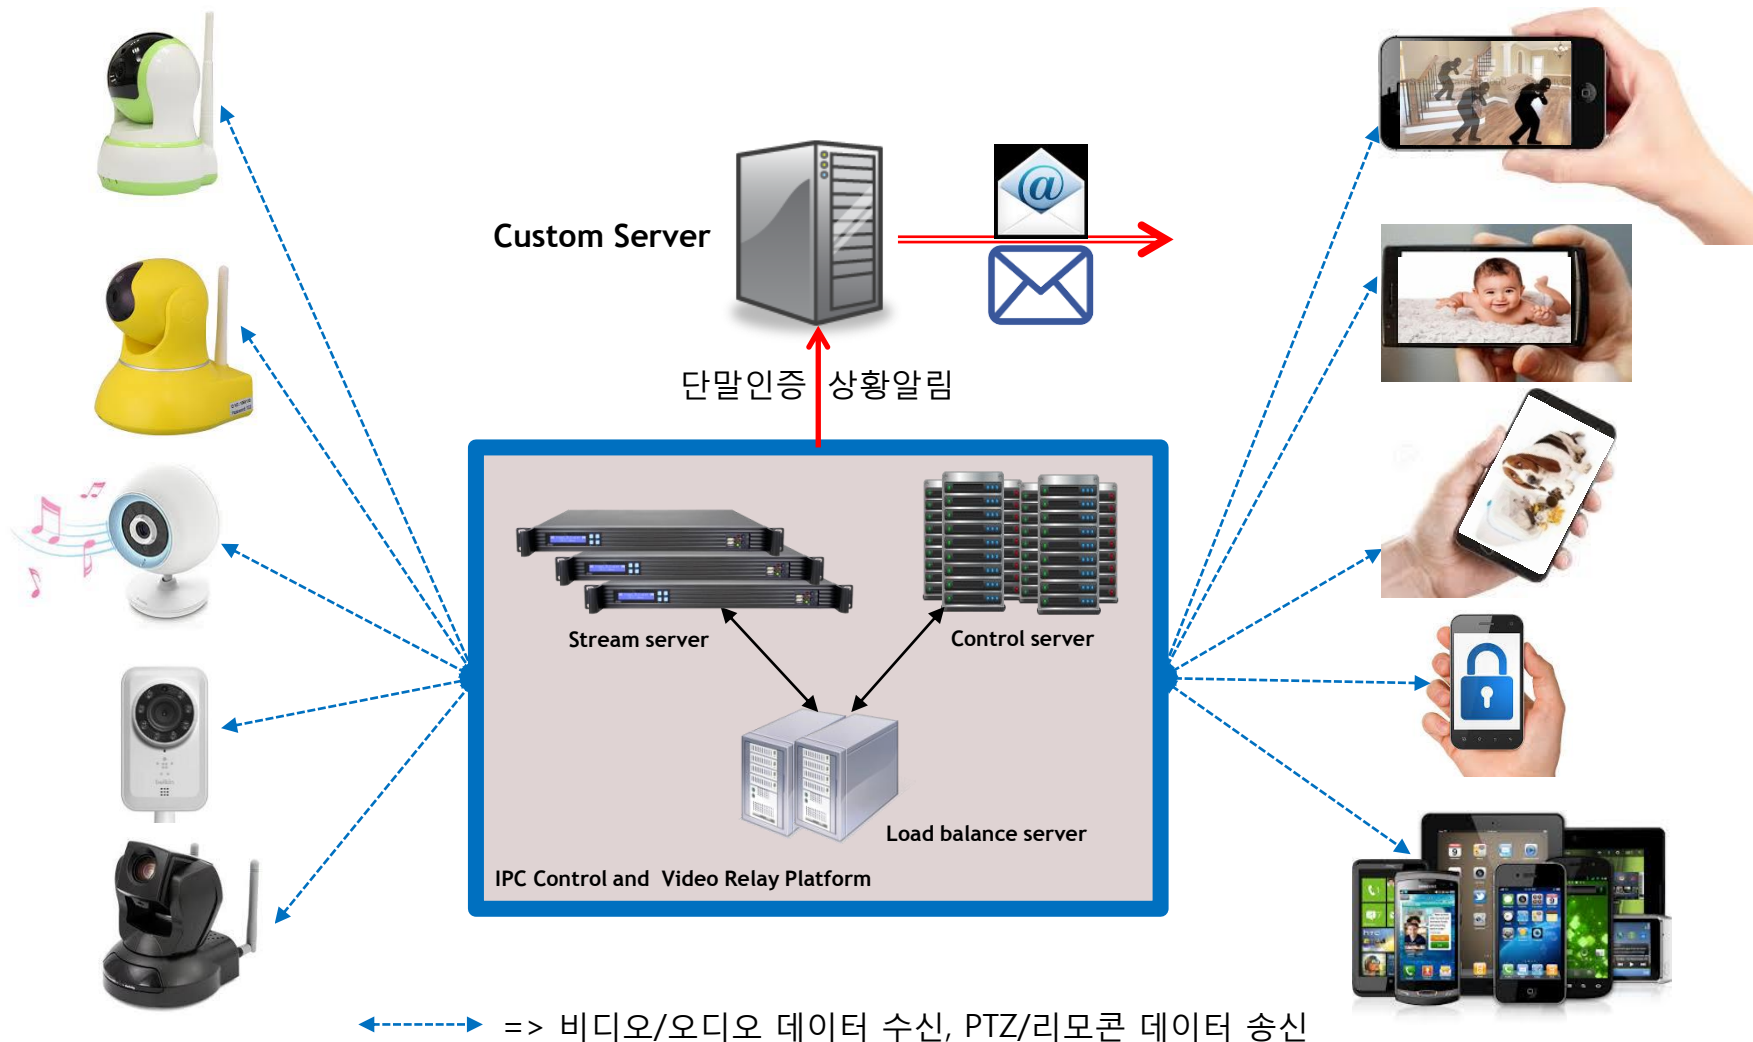 Custom Server
단말인증 상황알림
Stream server
Control server
Load balance server
IPC Control and Video Relay Platform
=> 비디오/오디오 데이터 수신, PTZ/리모콘 데이터 송신